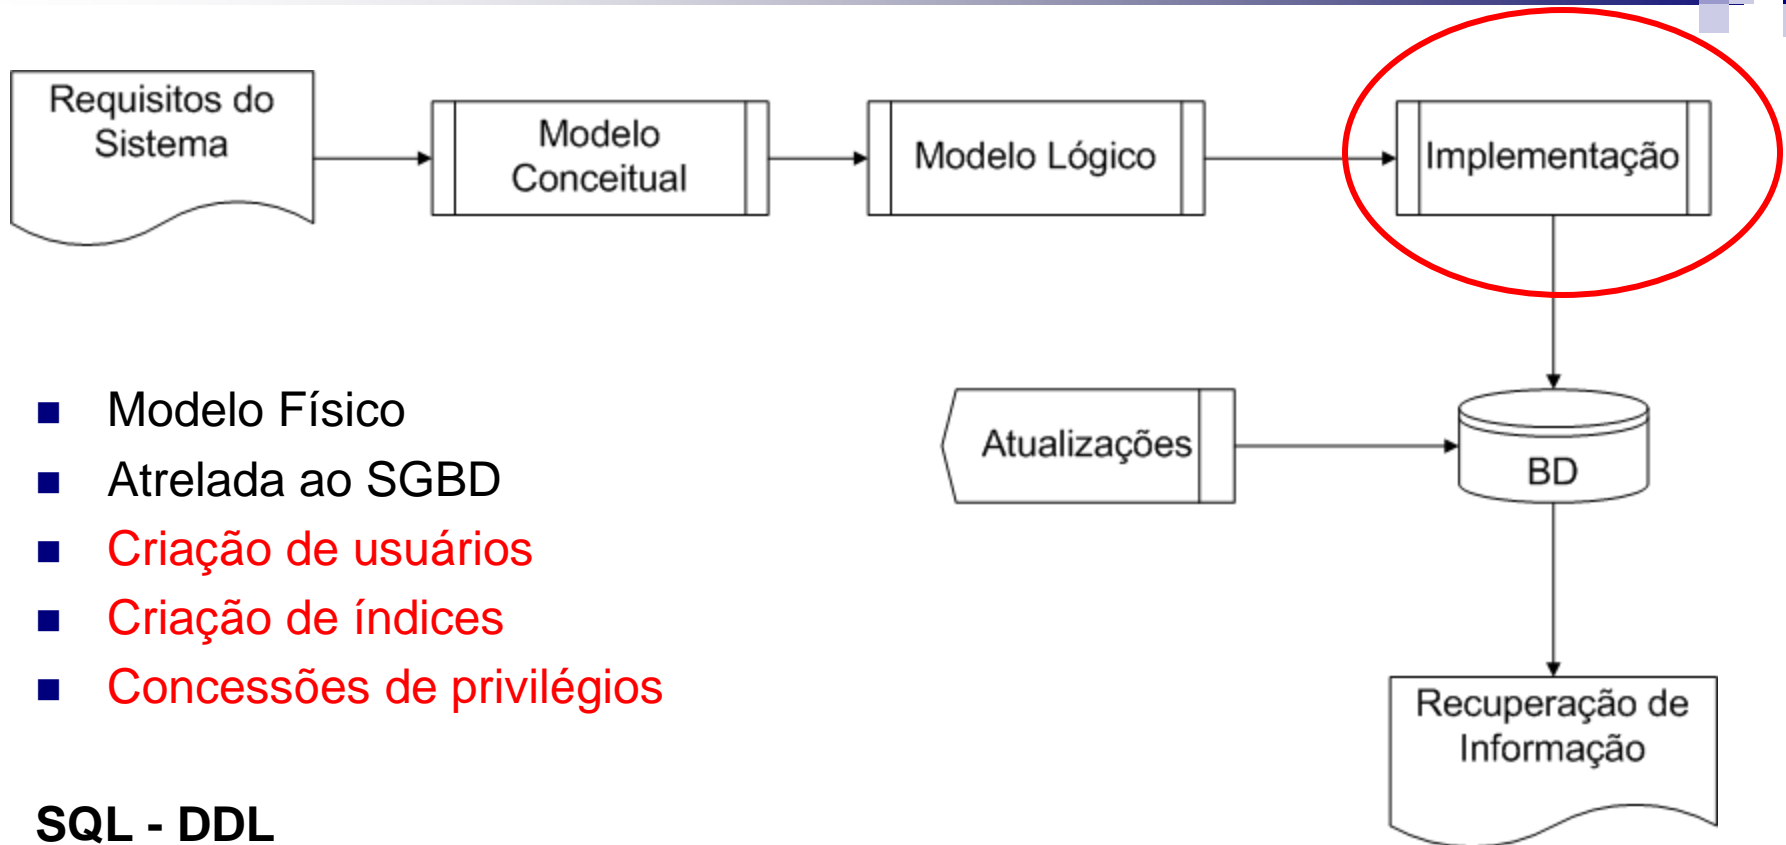 Requisitos do
Sistema
Modelo
Conceitual
Modelo Lógico
Implementação
Modelo Físico
Atrelada ao SGBD
Criação de usuários
Criação de índices
Concessões de privilégios
SQL - DDL
Atualizações
BD
Recuperação de
Informação